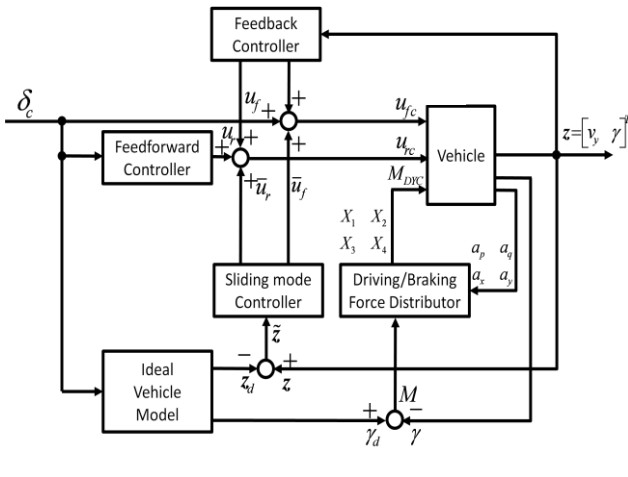 Feedback
Controller
δc
uf
+
+
ufc
ur
+
+
+
urc
z=[vy γ]
Feedforward
Controller
Vehicle
+
ūr
ūf
MDYC
X1 X2
X3 X4
ap aq
ax ay
Sliding mode
Controller
Driving/Braking
Force Distributor
z̃
−
+
zd
z
Ideal
Vehicle
Model
M
+
−
γd
γ